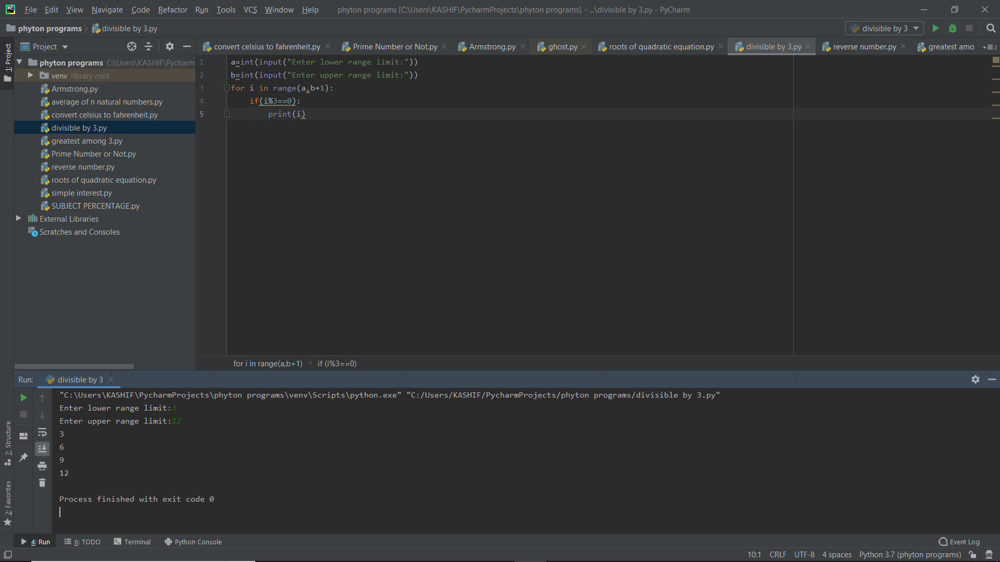 File Edit View Navigate Code Refactor Run Tools VCS Window Help phyton programs [C:\Users\KASHIF\PycharmProjects\phyton programs] - ...\divisible by 3.py - PyCharm
phyton programs divisible by 3.py divisible by 3
Project convert celsius to fahrenheit.py Prime Number or Not.py Armstrong.py ghost.py roots of quadratic equation.py divisible by 3.py reverse number.py greatest amo 2
1: Project
phyton programs C:\Users\KASHIF\Pycharm
venv library root
Armstrong.py
average of n natural numbers.py
convert celsius to fahrenheit.py
divisible by 3.py
greatest among 3.py
Prime Number or Not.py
reverse number.py
roots of quadratic equation.py
simple interest.py
SUBJECT PERCENTAGE.py
External Libraries
Scratches and Consoles
1 a=int(input("Enter lower range limit:"))
2 b=int(input("Enter upper range limit:"))
3 for i in range(a,b+1):
4 if(i%3==0):
5 print(i)
for i in range(a,b+1) › if (i%3==0)
Run: divisible by 3
"C:\Users\KASHIF\PycharmProjects\phyton programs\venv\Scripts\python.exe" "C:/Users/KASHIF/PycharmProjects/phyton programs/divisible by 3.py"
Enter lower range limit:3
Enter upper range limit:12
3
6
9
12
Process finished with exit code 0
7: Structure
2: Favorites
4: Run 6: TODO Terminal Python Console Event Log
10:1 CRLF UTF-8 4 spaces Python 3.7 (phyton programs)